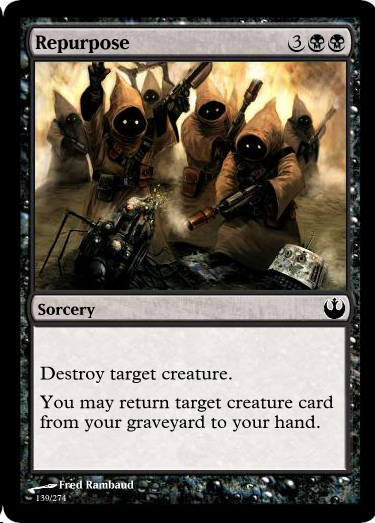 Repurpose 3
Sorcery
Destroy target creature.
You may return target creature card
from your graveyard to your hand.
Fred Rambaud
139/274